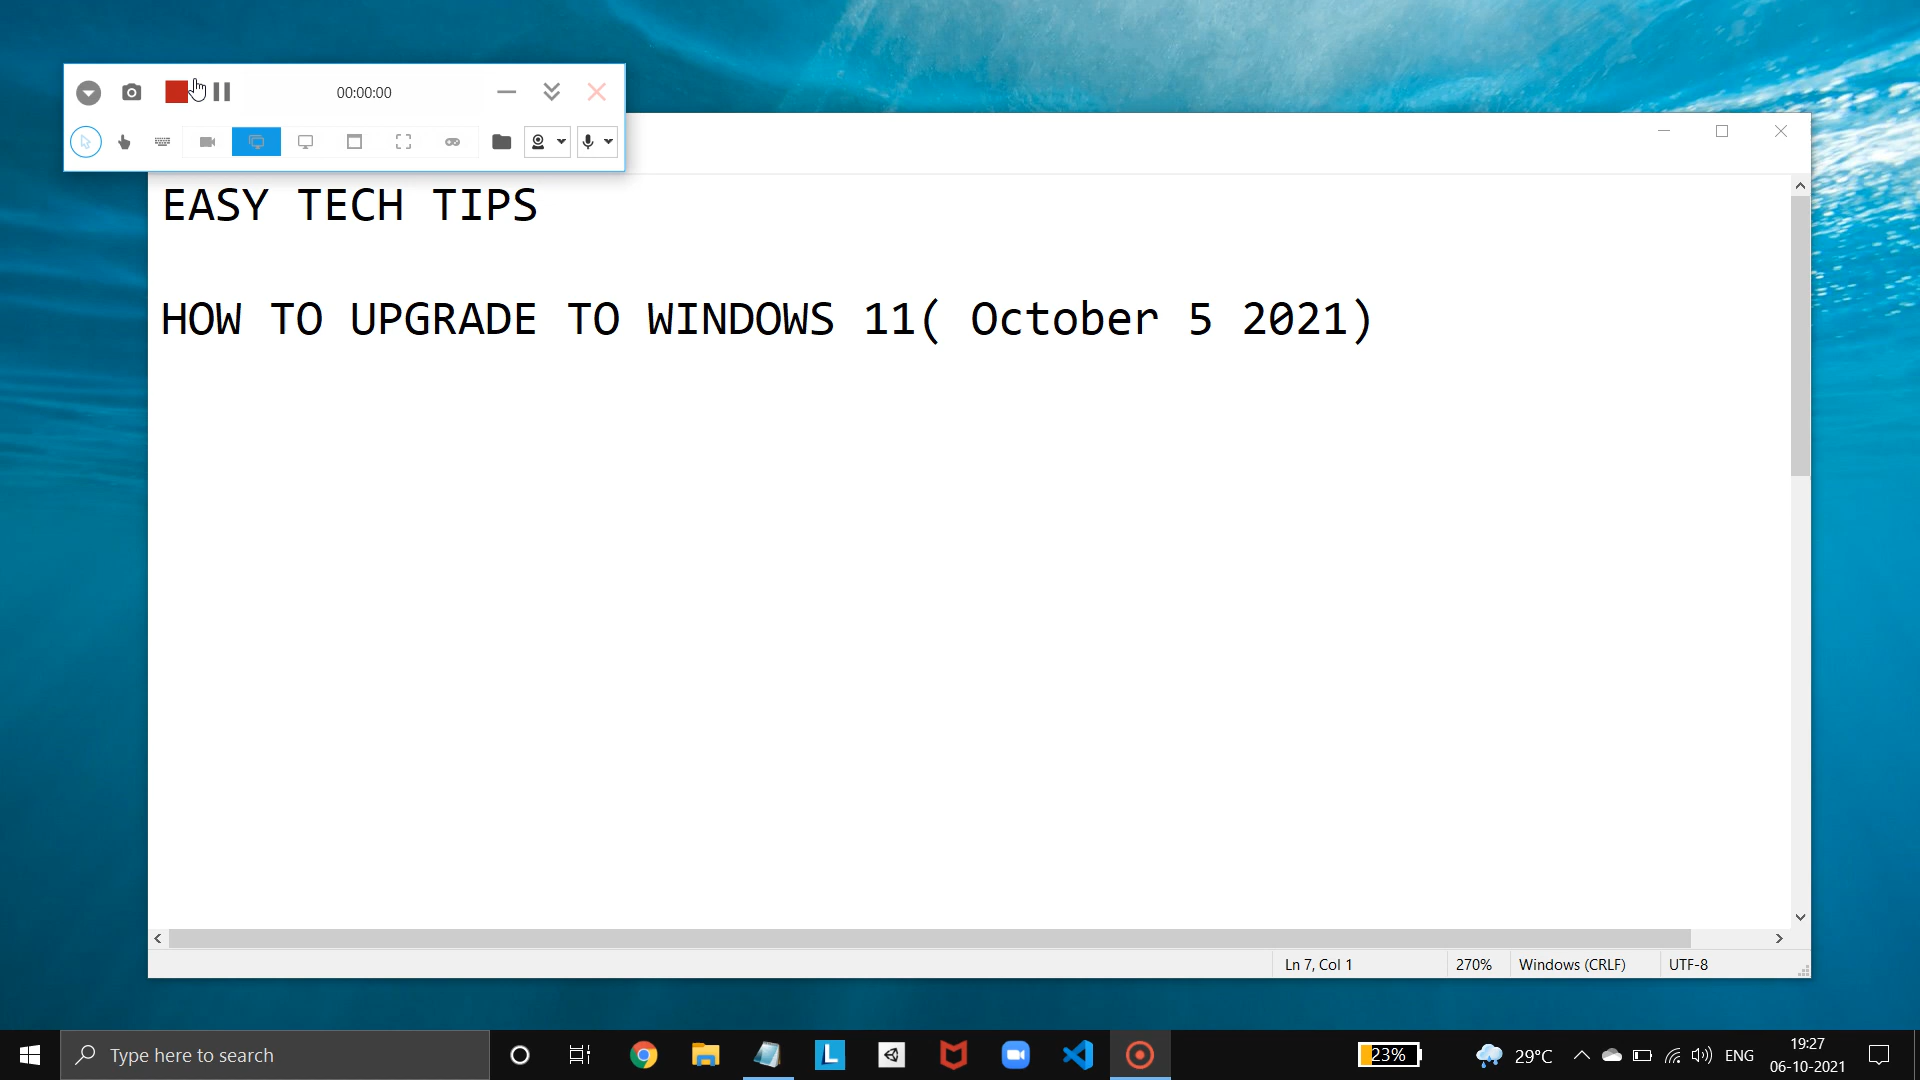 00:00:00
EASY TECH TIPS
HOW TO UPGRADE TO WINDOWS 11( October 5 2021)
Ln 7, Col 1
270%
Windows (CRLF)
UTF-8
Type here to search
L
23%
29°C
ENG
19:27
06-10-2021